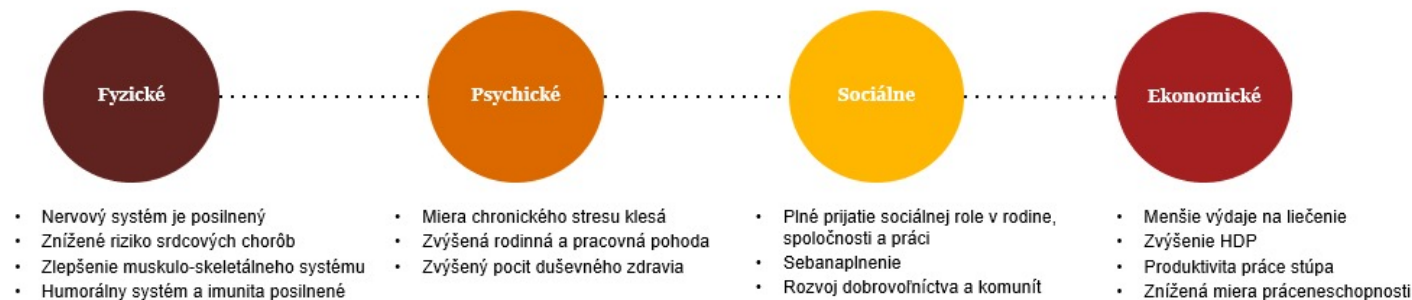 Fyzické
Psychické
Sociálne
Ekonomické
• Nervový systém je posilnený
• Znížené riziko srdcových chorôb
• Zlepšenie muskulo-skeletálneho systému
• Humorálny systém a imunita posilnené
• Miera chronického stresu klesá
• Zvýšená rodinná a pracovná pohoda
• Zvýšený pocit duševného zdravia
• Plné prijatie sociálnej role v rodine,
spoločnosti a práci
• Sebanaplnenie
• Rozvoj dobrovoľníctva a komunít
• Menšie výdaje na liečenie
• Zvýšenie HDP
• Produktivita práce stúpa
• Znížená miera práceneschopnosti